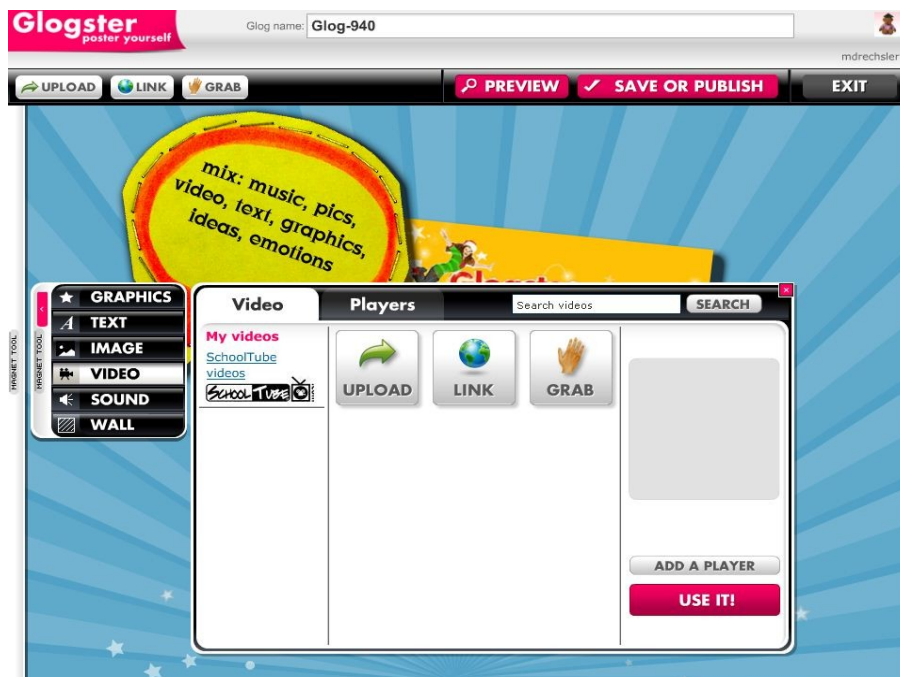 Glogster
poster yourself
Glog name: Glog-940
mdrechsler
UPLOAD LINK GRAB PREVIEW SAVE OR PUBLISH EXIT
mix: music, pics,
video, text, graphics,
ideas, emotions
Glogster
MAGNET TOOL
MAGNET TOOL
GRAPHICS
TEXT
IMAGE
VIDEO
SOUND
WALL
Video Players Search videos SEARCH
My videos
SchoolTube
videos
SCHOOL TUBE
UPLOAD LINK GRAB
ADD A PLAYER
USE IT!